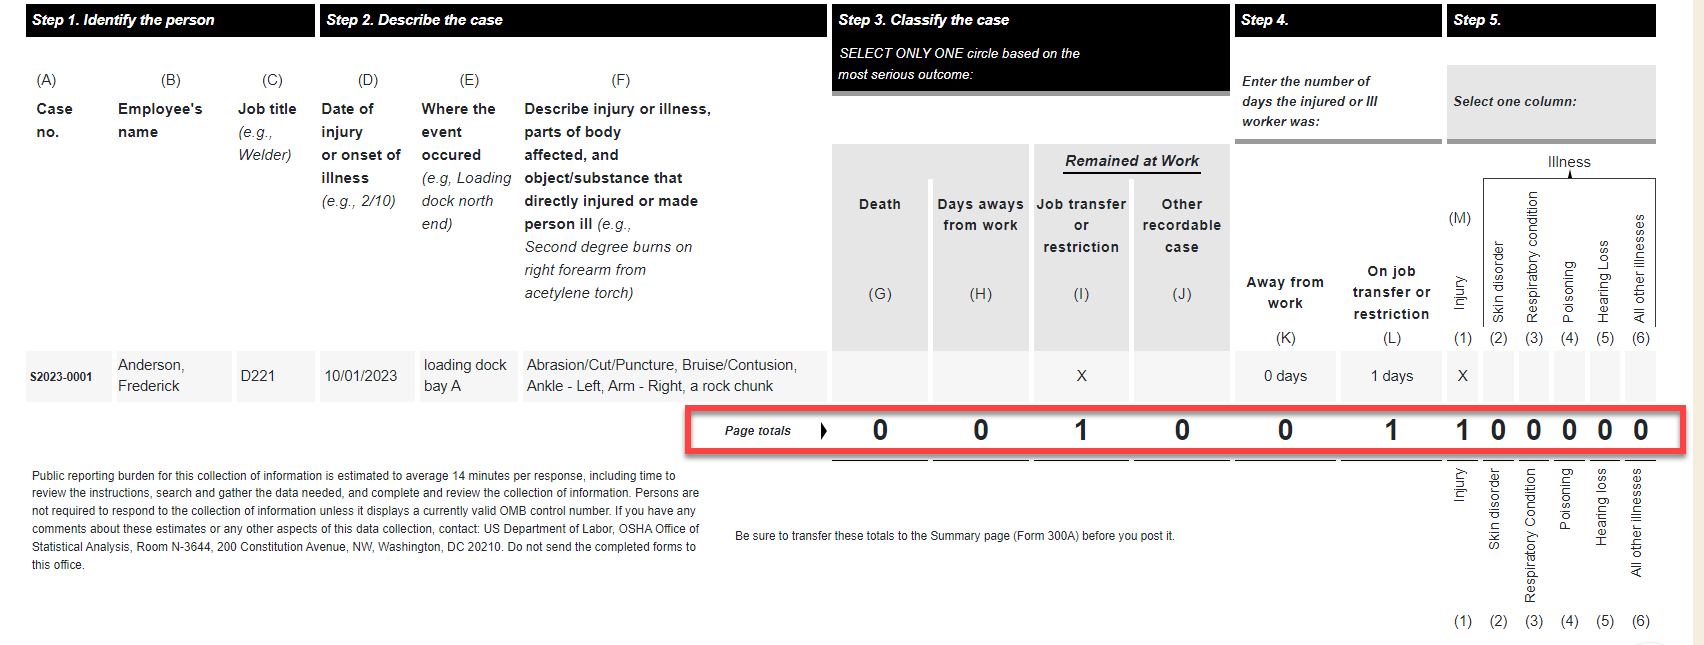 Step 1. Identify the person
Step 2. Describe the case
Step 3. Classify the case
SELECT ONLY ONE circle based on the
most serious outcome:
Step 4.
Step 5.
Enter the number of
days the injured or Ill
worker was:
Select one column:
(A)
Case
no.
(B)
Employee's
name
(C)
Job title
(e.g.,
Welder)
(D)
Date of
injury
or onset of
illness
(e.g., 2/10)
(E)
Where the
event
occured
(e.g, Loading
dock north
end)
(F)
Describe injury or illness,
parts of body
affected, and
object/substance that
directly injured or made
person ill (e.g.,
Second degree burns on
right forearm from
acetylene torch)
Remained at Work
Death
(G)
Days aways
from work
(H)
Job transfer
or
restriction
(I)
Other
recordable
case
(J)
Away from
work
(K)
On job
transfer or
restriction
(L)
Illness
(M)
Injury
(1)
Skin disorder
(2)
Respiratory condition
(3)
Poisoning
(4)
Hearing Loss
(5)
All other illnesses
(6)
S2023-0001
Anderson,
Frederick
D221
10/01/2023
loading dock
bay A
Abrasion/Cut/Puncture, Bruise/Contusion,
Ankle - Left, Arm - Right, a rock chunk
X
0 days
1 days
X
Page totals 0 0 1 0 0 1 1 0 0 0 0 0
Public reporting burden for this collection of information is estimated to average 14 minutes per response, including time to
review the instructions, search and gather the data needed, and complete and review the collection of information. Persons are
not required to respond to the collection of information unless it displays a currently valid OMB control number. If you have any
comments about these estimates or any other aspects of this data collection, contact: US Department of Labor, OSHA Office of
Statistical Analysis, Room N-3644, 200 Constitution Avenue, NW, Washington, DC 20210. Do not send the completed forms to
this office.
Be sure to transfer these totals to the Summary page (Form 300A) before you post it.
Injury
Skin disorder
Respiratory Condition
Poisoning
Hearing loss
All other illnesses
(1) (2) (3) (4) (5) (6)